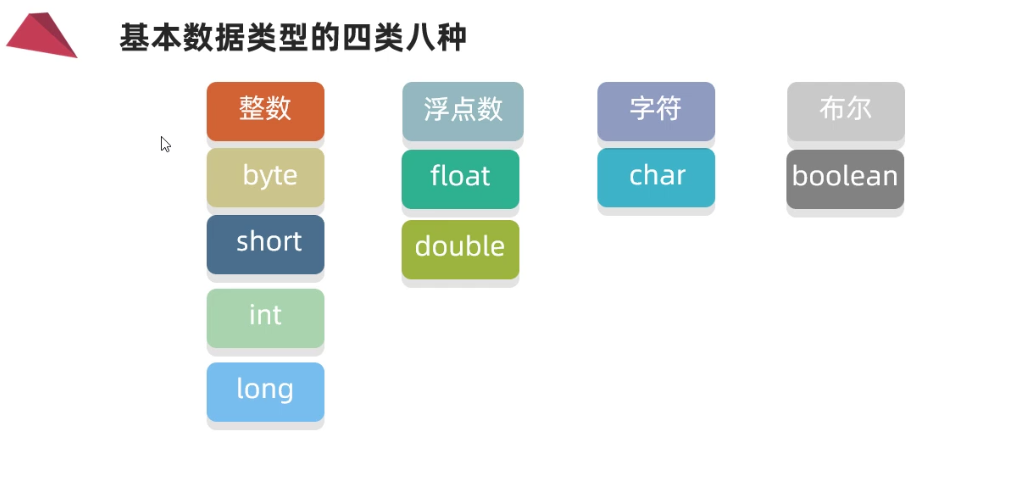 基本数据类型的四类八种
整数 浮点数 字符 布尔
byte float char boolean
short double
int
long